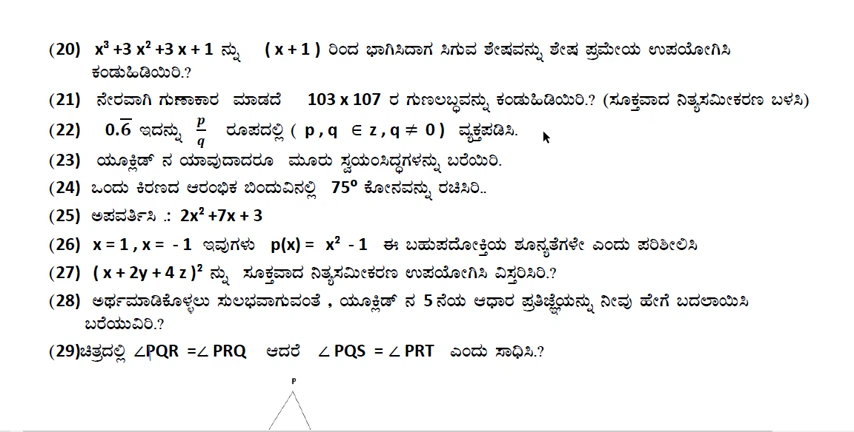 (20) x³ +3 x² +3 x + 1 ನ್ನು ( x + 1 ) ರಿಂದ ಭಾಗಿಸಿದಾಗ ಸಿಗುವ ಶೇಷವನ್ನು ಶೇಷ ಪ್ರಮೇಯ ಉಪಯೋಗಿಸಿ
ಕಂಡುಹಿಡಿಯಿರಿ.?
(21) ನೇರವಾಗಿ ಗುಣಾಕಾರ ಮಾಡದೆ 103 x 107 ರ ಗುಣಲಬ್ಧವನ್ನು ಕಂಡುಹಿಡಿಯಿರಿ.? (ಸೂಕ್ತವಾದ ನಿತ್ಯಸಮೀಕರಣ ಬಳಸಿ)
(22) 0.6̅ ಇದನ್ನು p/q ರೂಪದಲ್ಲಿ ( p , q ∈ z , q ≠ 0 ) ವ್ಯಕ್ತಪಡಿಸಿ.
(23) ಯೂಕ್ಲಿಡ್ ನ ಯಾವುದಾದರೂ ಮೂರು ಸ್ವಯಂಸಿದ್ಧಗಳನ್ನು ಬರೆಯಿರಿ.
(24) ಒಂದು ಕಿರಣದ ಆರಂಭಿಕ ಬಿಂದುವಿನಲ್ಲಿ 75⁰ ಕೋನವನ್ನು ರಚಿಸಿರಿ..
(25) ಅಪವರ್ತಿಸಿ .: 2x² +7x + 3
(26) x = 1 , x = - 1 ಇವುಗಳು p(x) = x² - 1 ಈ ಬಹುಪದೋಕ್ತಿಯ ಶೂನ್ಯತೆಗಳೇ ಎಂದು ಪರಿಶೀಲಿಸಿ
(27) ( x + 2y + 4 z )² ನ್ನು ಸೂಕ್ತವಾದ ನಿತ್ಯಸಮೀಕರಣ ಉಪಯೋಗಿಸಿ ವಿಸ್ತರಿಸಿರಿ.?
(28) ಅರ್ಥಮಾಡಿಕೊಳ್ಳಲು ಸುಲಭವಾಗುವಂತೆ , ಯೂಕ್ಲಿಡ್ ನ 5 ನೆಯ ಆಧಾರ ಪ್ರತಿಜ್ಞೆಯನ್ನು ನೀವು ಹೇಗೆ ಬದಲಾಯಿಸಿ
ಬರೆಯುವಿರಿ.?
(29)ಚಿತ್ರದಲ್ಲಿ ∠PQR =∠ PRQ ಆದರೆ ∠ PQS = ∠ PRT ಎಂದು ಸಾಧಿಸಿ.?
P